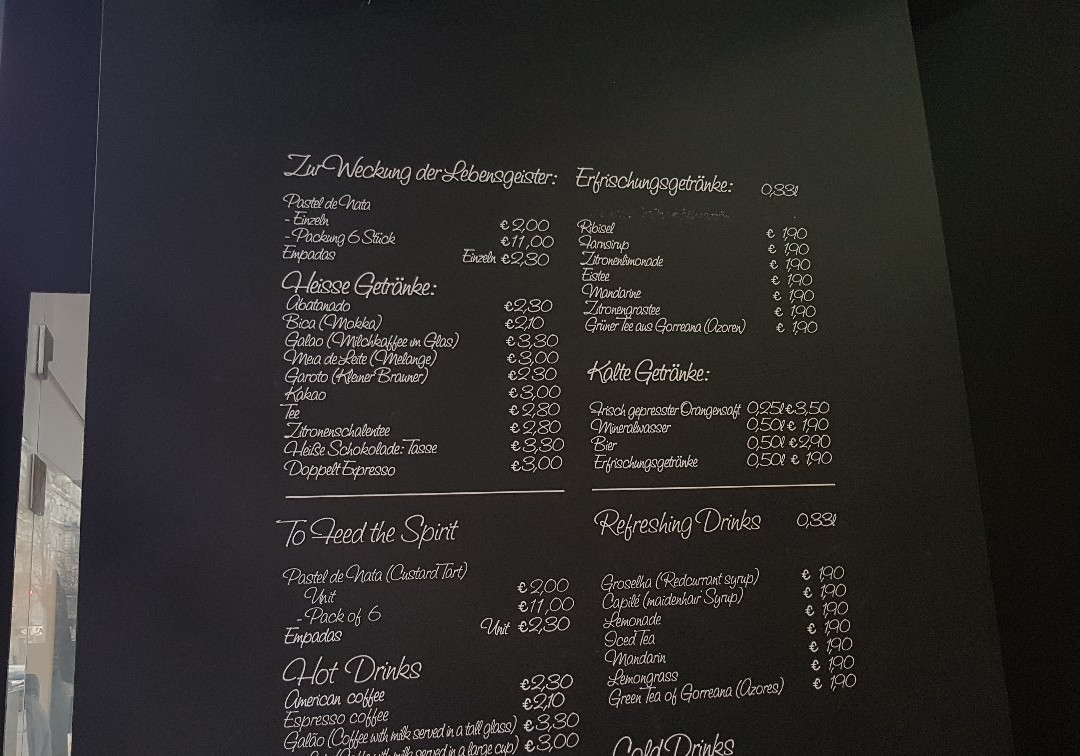 Zur Weckung der Lebensgeister:
Pastel de Nata
- Einzeln €2,00
- Packung 6 Stück €11,00
Empadas Einzeln €2,30
Heisse Getränke:
Abatanado €2,30
Bica (Mokka) €2,10
Galao (Milchkaffee im Glas) €3,30
Meia de Leite (Melange) €3,00
Garoto (Kleiner Brauner) €2,30
Kakao €3,00
Tee €2,80
Zitronenschalentee €2,80
Heiße Schokolade: Tasse €3,30
Doppelt Expresso €3,00
Erfrischungsgetränke: 0,33l
Ribisel € 1,90
Farnsirup € 1,90
Zitronenlimonade € 1,90
Eistee € 1,90
Mandarine € 1,90
Zitronengrastee € 1,90
Grüner Tee aus Gorreana (Azoren) € 1,90
Kalte Getränke:
Frisch gepresster Orangensaft 0,25l €3,50
Mineralwasser 0,50l € 1,90
Bier 0,50l €2,90
Erfrischungsgetränke 0,50l € 1,90
To Feed the Spirit
Pastel de Nata (Custard Tart)
Unit €2,00
- Pack of 6 €11,00
Empadas Unit €2,30
Hot Drinks
American coffee €2,30
Espresso coffee €2,10
Galão (Coffee with milk served in a tall glass) €3,30
(Coffee with milk served in a large cup) €3,00
Refreshing Drinks 0,33l
Groselha (Redcurrant syrup) € 1,90
Capilé (maidenhair Syrup) € 1,90
Lemonade € 1,90
Iced Tea € 1,90
Mandarin € 1,90
Lemongrass € 1,90
Green Tea of Gorreana (Azores) € 1,90
Cold Drinks